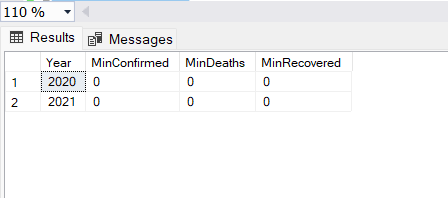 110 %
Results Messages
Year MinConfirmed MinDeaths MinRecovered
1 2020 0 0 0
2 2021 0 0 0